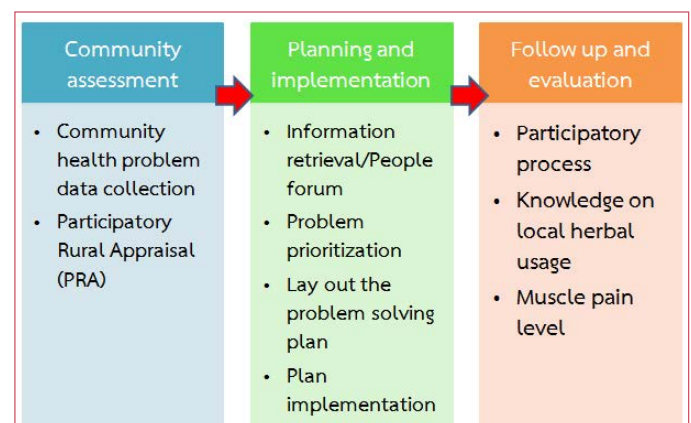 Community
assessment
• Community
health problem
data collection
• Participatory
Rural Appraisal
(PRA)
Planning and
implementation
• Information
retrieval/People
forum
• Problem
prioritization
• Lay out the
problem solving
plan
• Plan
implementation
Follow up and
evaluation
• Participatory
process
• Knowledge on
local herbal
usage
• Muscle pain
level